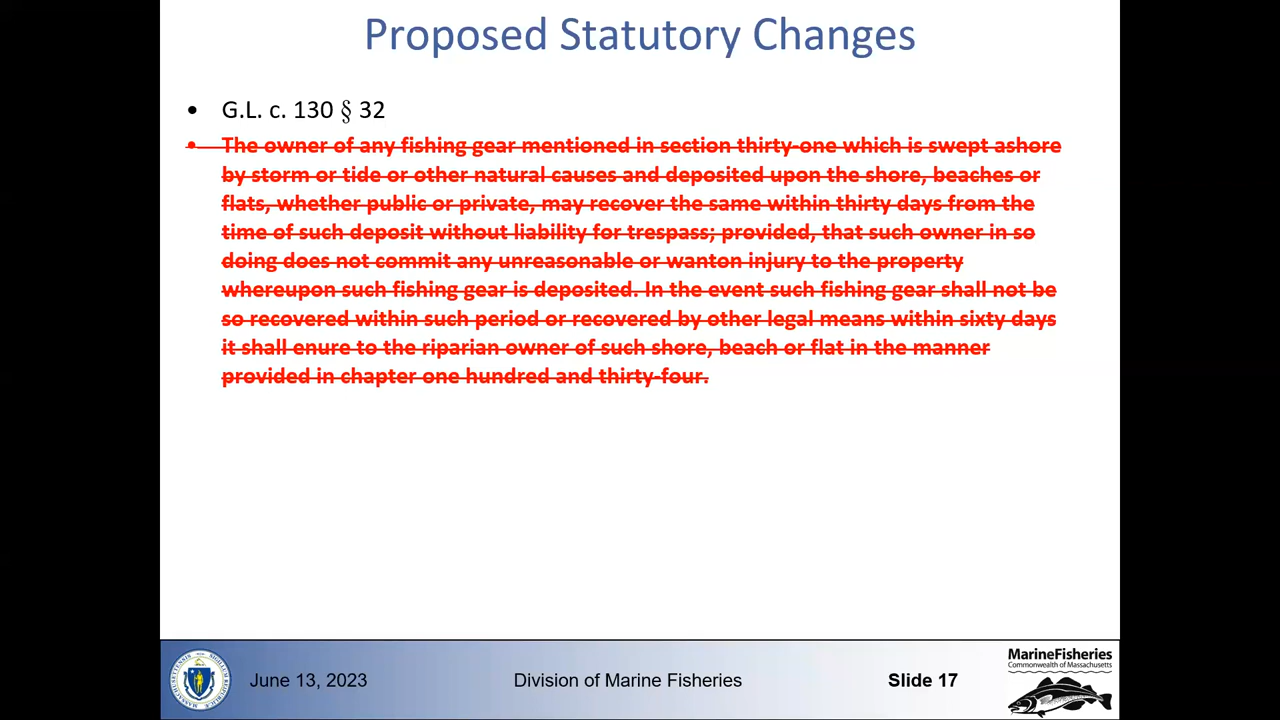 Proposed Statutory Changes
• G.L. c. 130 § 32
• The owner of any fishing gear mentioned in section thirty-one which is swept ashore
by storm or tide or other natural causes and deposited upon the shore, beaches or
flats, whether public or private, may recover the same within thirty days from the
time of such deposit without liability for trespass; provided, that such owner in so
doing does not commit any unreasonable or wanton injury to the property
whereupon such fishing gear is deposited. In the event such fishing gear shall not be
so recovered within such period or recovered by other legal means within sixty days
it shall enure to the riparian owner of such shore, beach or flat in the manner
provided in chapter one hundred and thirty-four.
June 13, 2023
Division of Marine Fisheries
Slide 17
MarineFisheries
Commonwealth of Massachusetts